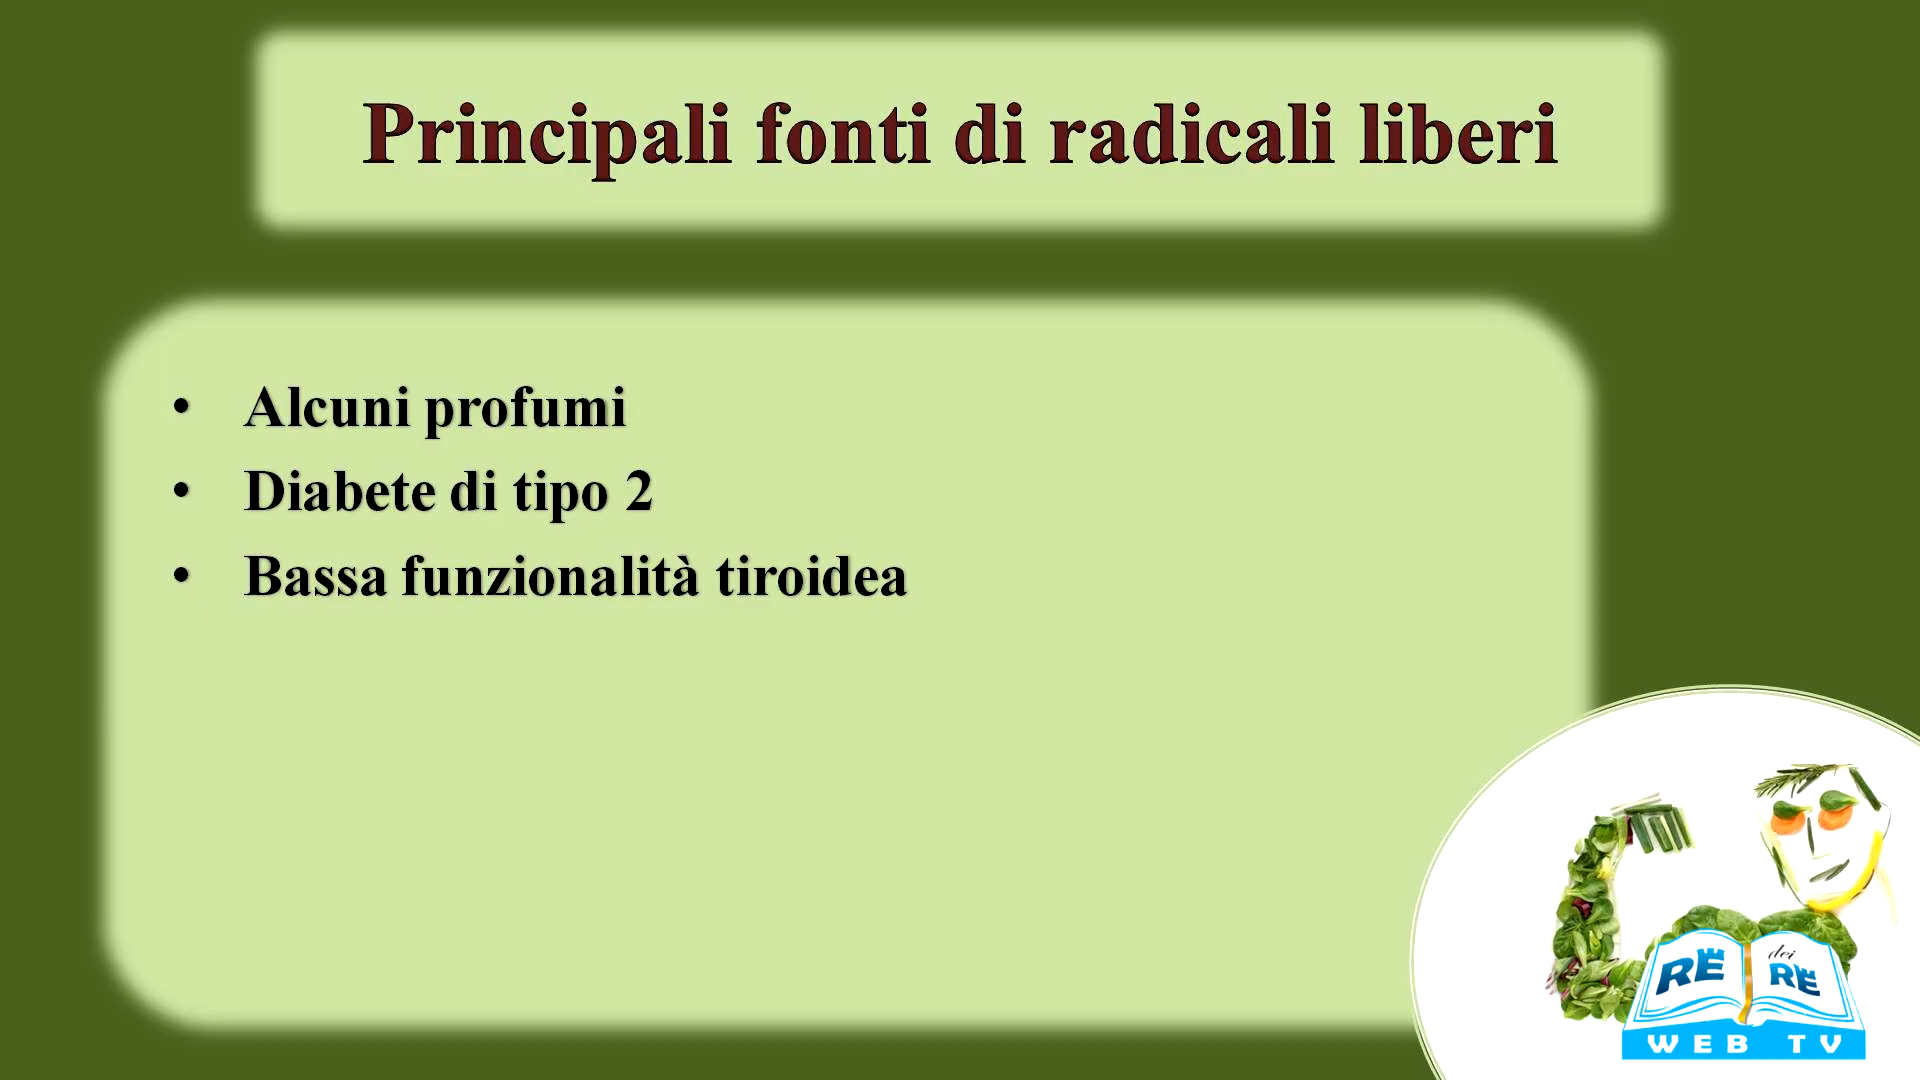 Principali fonti di radicali liberi
• Alcuni profumi
• Diabete di tipo 2
• Bassa funzionalità tiroidea
RE dei RE
WEB TV